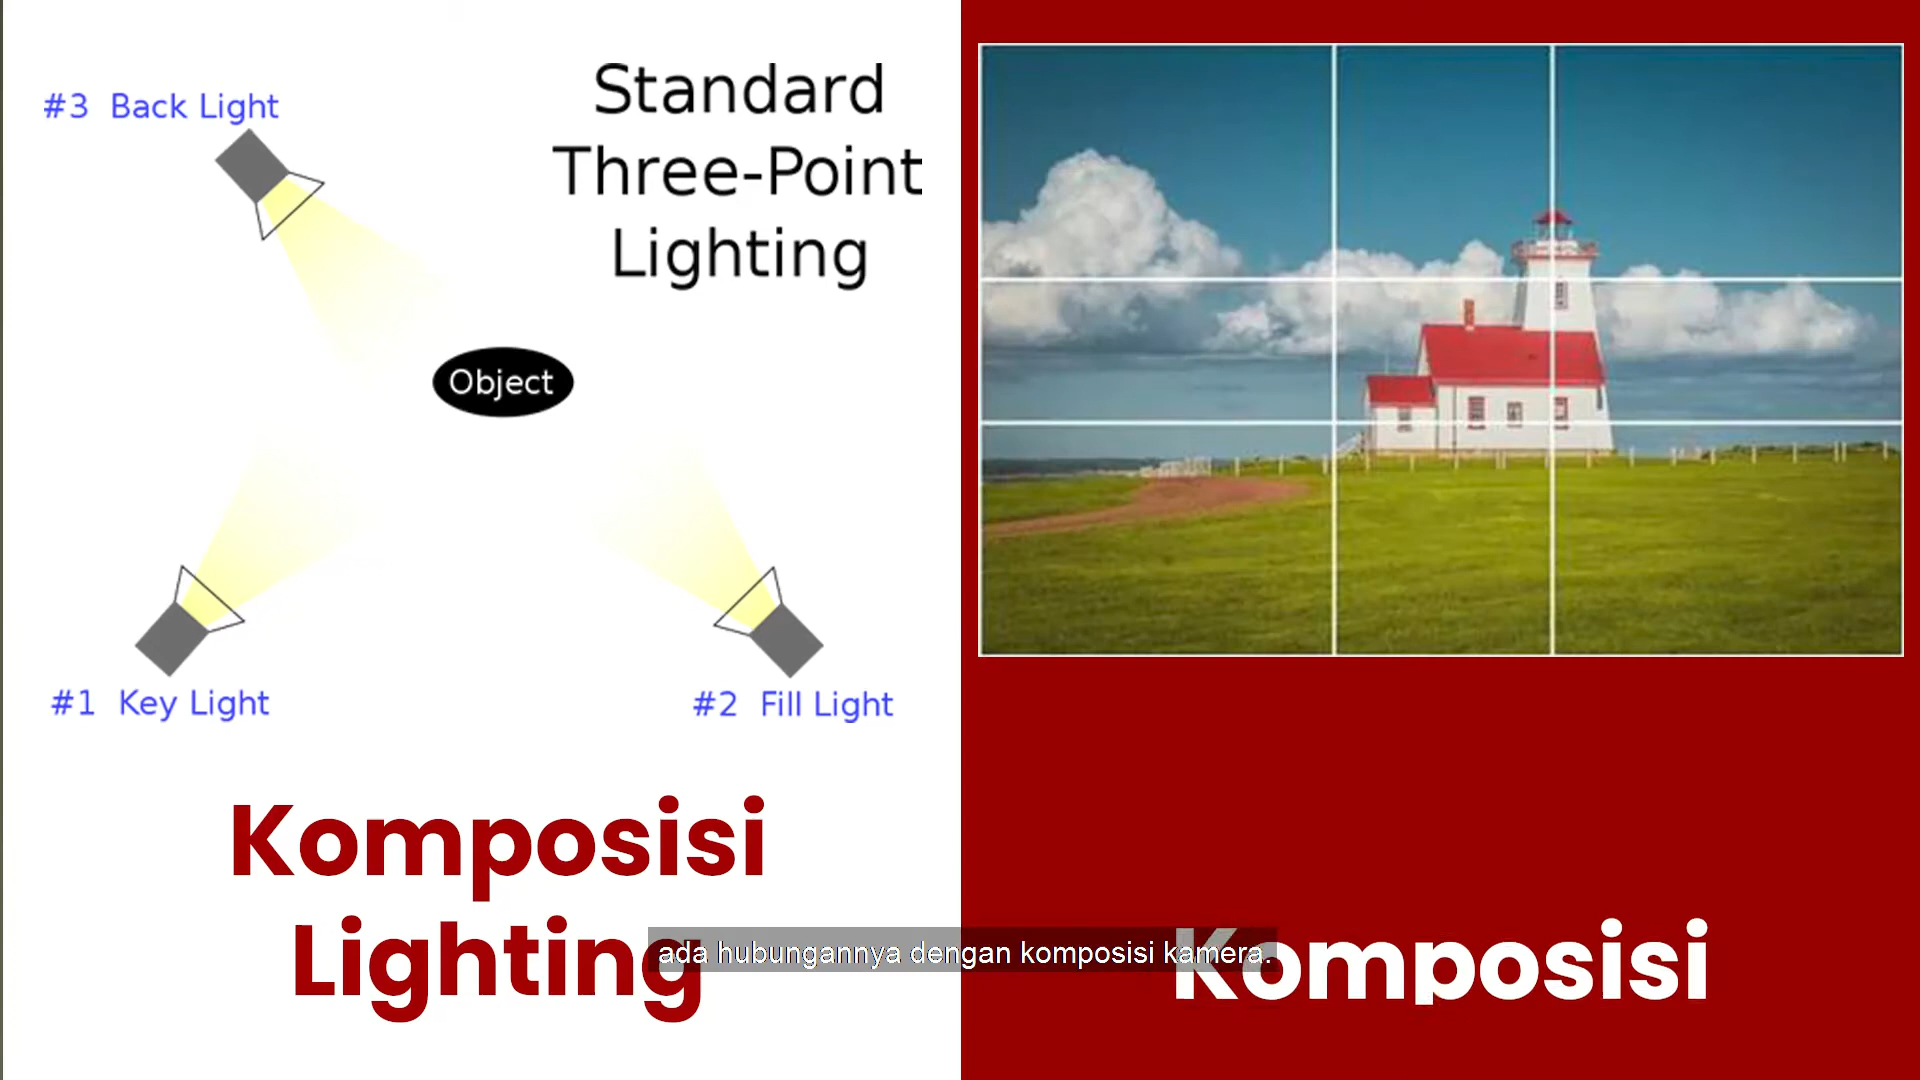 #3 Back Light
Standard
Three-Point
Lighting
Object
#1 Key Light
#2 Fill Light
Komposisi
Lighting
Komposisi
ada hubungannya dengan komposisi kamera.